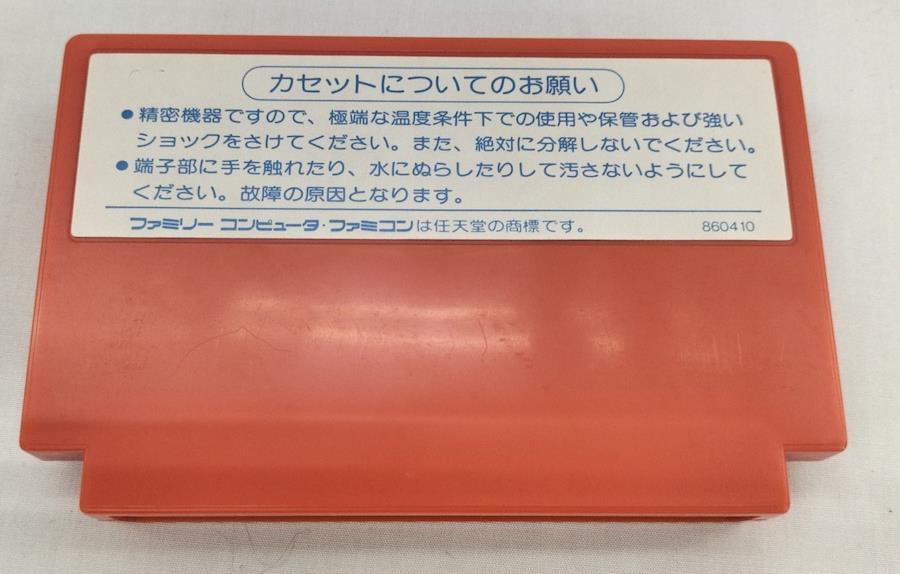 カセットについてのお願い
●精密機器ですので、極端な温度条件下での使用や保管および強い
ショックをさけてください。また、絶対に分解しないでください。
●端子部に手を触れたり、水にぬらしたりして汚さないようにして
ください。故障の原因となります。
ファミリー コンピュータ・ファミコンは任天堂の商標です。 860410